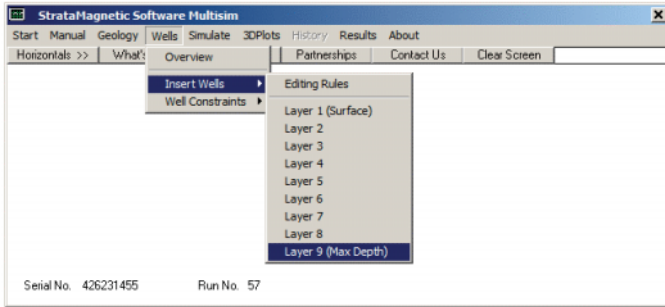 StrataMagnetic Software Multisim
Start Manual Geology Wells Simulate 3DPlots History Results About
Horizontals >> What's Partnerships Contact Us Clear Screen
Overview
Insert Wells
Well Constraints
Editing Rules
Layer 1 (Surface)
Layer 2
Layer 3
Layer 4
Layer 5
Layer 6
Layer 7
Layer 8
Layer 9 (Max Depth)
Serial No. 426231455 Run No. 57